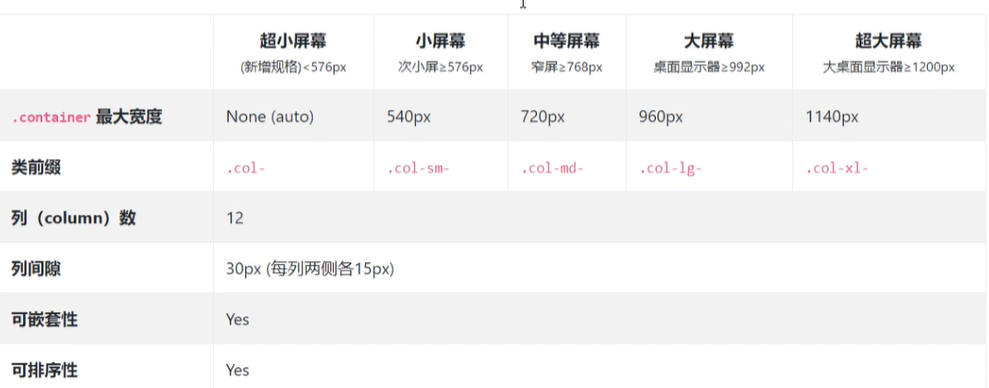 超小屏幕 小屏幕 中等屏幕 大屏幕 超大屏幕
(新增规格)<576px 次小屏≥576px 窄屏≥768px 桌面显示器≥992px 大桌面显示器≥1200px
.container 最大宽度 None (auto) 540px 720px 960px 1140px
类前缀 .col- .col-sm- .col-md- .col-lg- .col-xl-
列（column）数 12
列间隙 30px (每列两侧各15px)
可嵌套性 Yes
可排序性 Yes